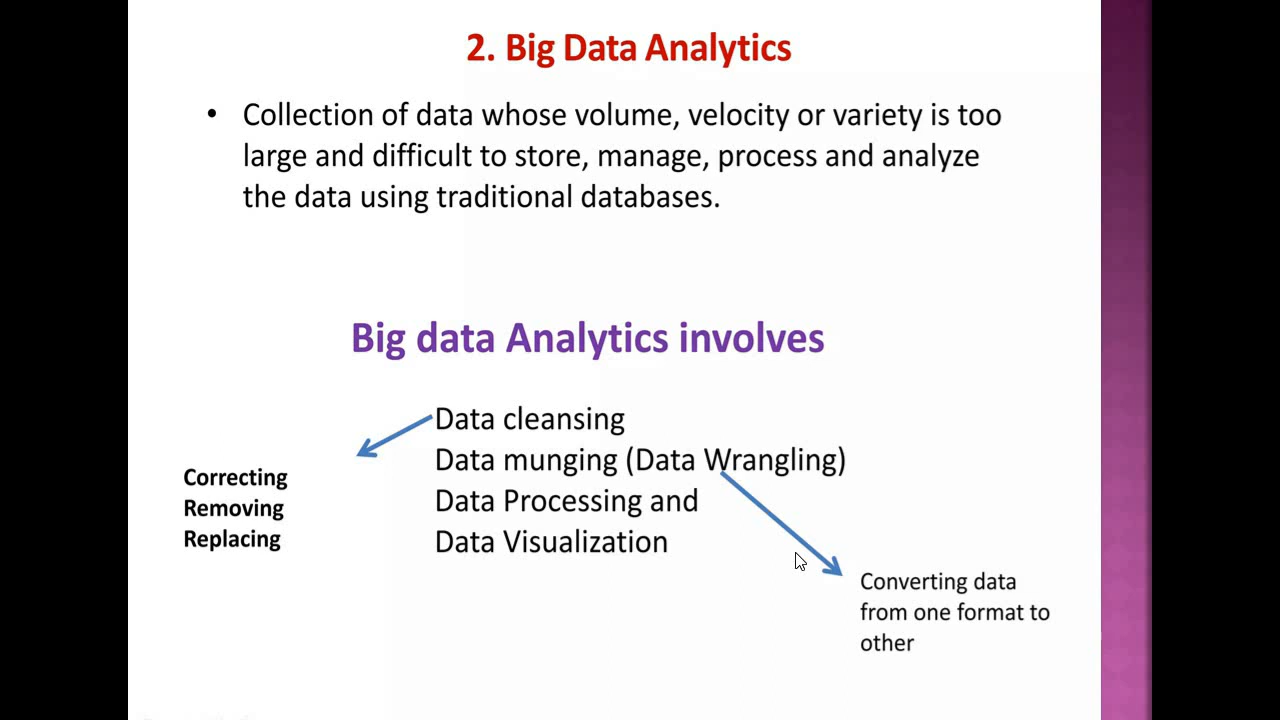 2. Big Data Analytics
• Collection of data whose volume, velocity or variety is too
large and difficult to store, manage, process and analyze
the data using traditional databases.
Big data Analytics involves
Data cleansing
Data munging (Data Wrangling)
Data Processing and
Data Visualization
Correcting
Removing
Replacing
Converting data
from one format to
other